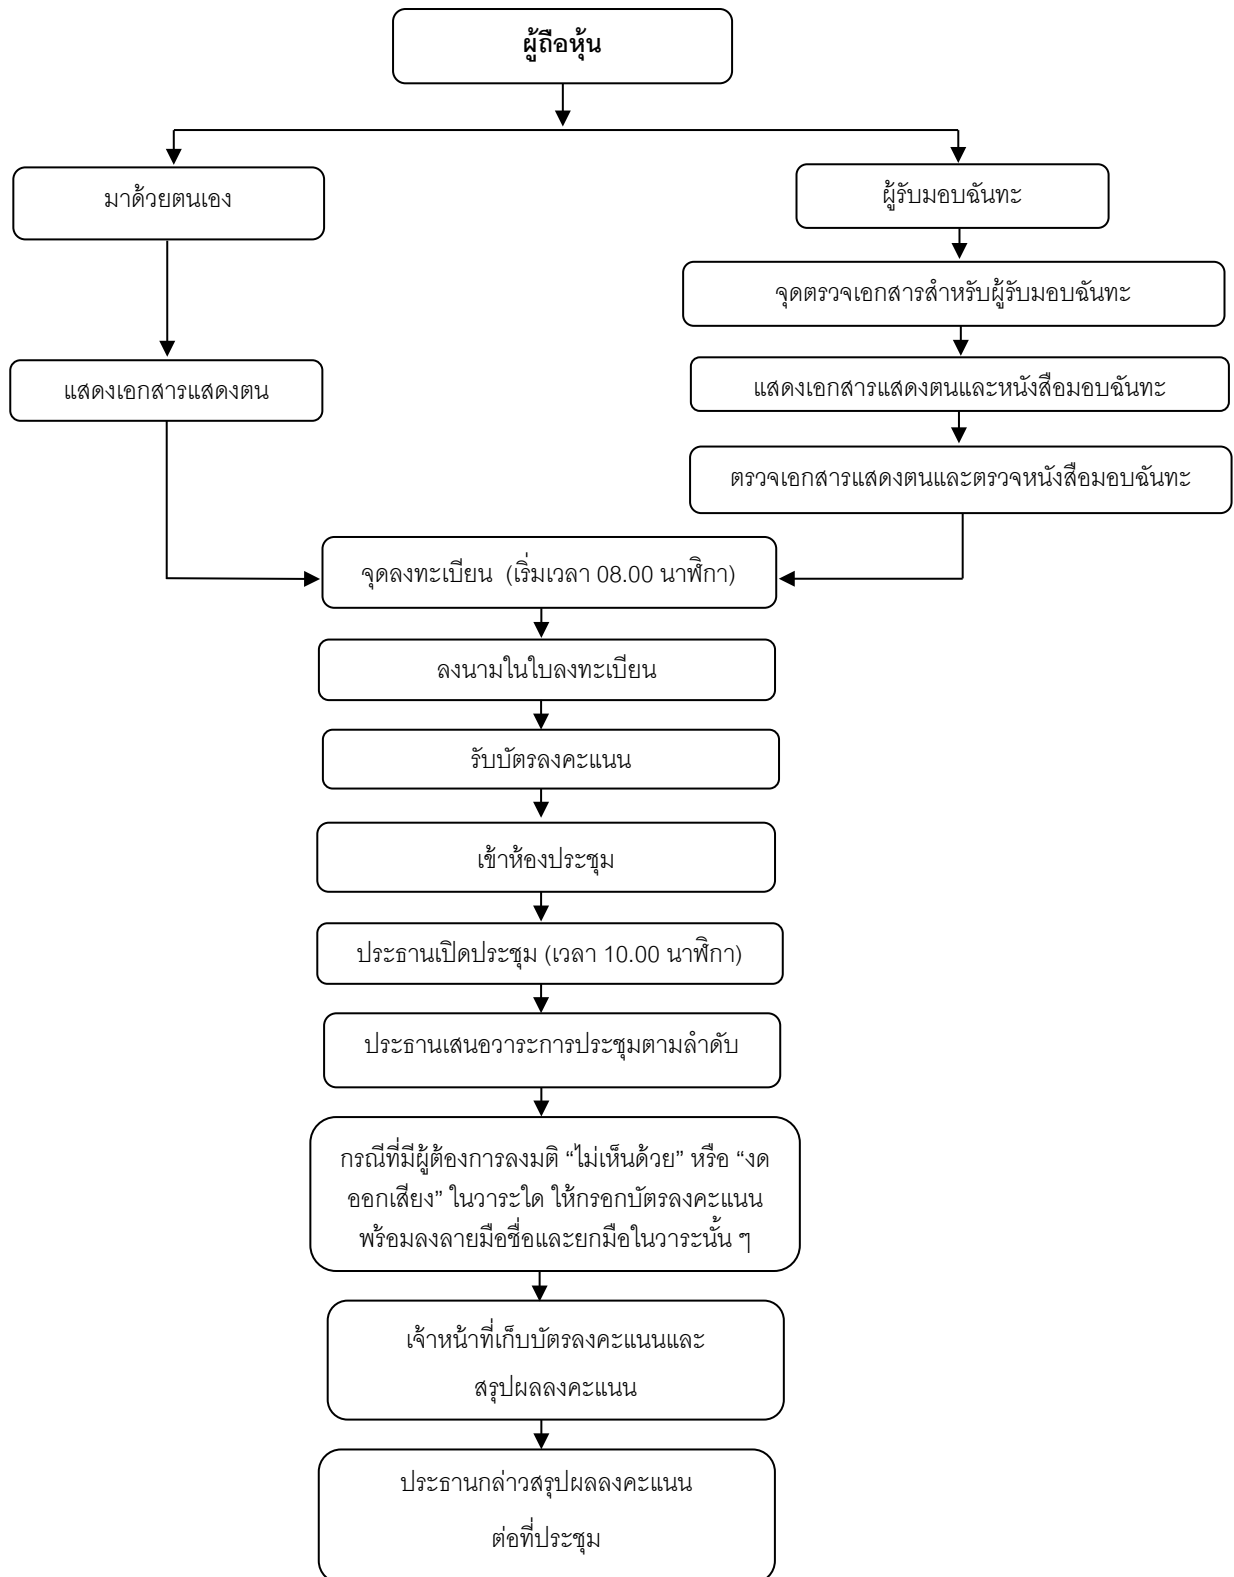 ผู้ถือหุ้น
มาด้วยตนเอง
ผู้รับมอบฉันทะ
จุดตรวจเอกสารสำหรับผู้รับมอบฉันทะ
แสดงเอกสารแสดงตน
แสดงเอกสารแสดงตนและหนังสือมอบฉันทะ
ตรวจเอกสารแสดงตนและตรวจหนังสือมอบฉันทะ
จุดลงทะเบียน (เริ่มเวลา 08.00 นาฬิกา)
ลงนามในใบลงทะเบียน
รับบัตรลงคะแนน
เข้าห้องประชุม
ประธานเปิดประชุม (เวลา 10.00 นาฬิกา)
ประธานเสนอวาระการประชุมตามลำดับ
กรณีที่มีผู้ต้องการลงมติ “ไม่เห็นด้วย” หรือ “งด
ออกเสียง” ในวาระใด ให้กรอกบัตรลงคะแนน
พร้อมลงลายมือชื่อและยกมือในวาระนั้น ๆ
เจ้าหน้าที่เก็บบัตรลงคะแนนและ
สรุปผลลงคะแนน
ประธานกล่าวสรุปผลลงคะแนน
ต่อที่ประชุม